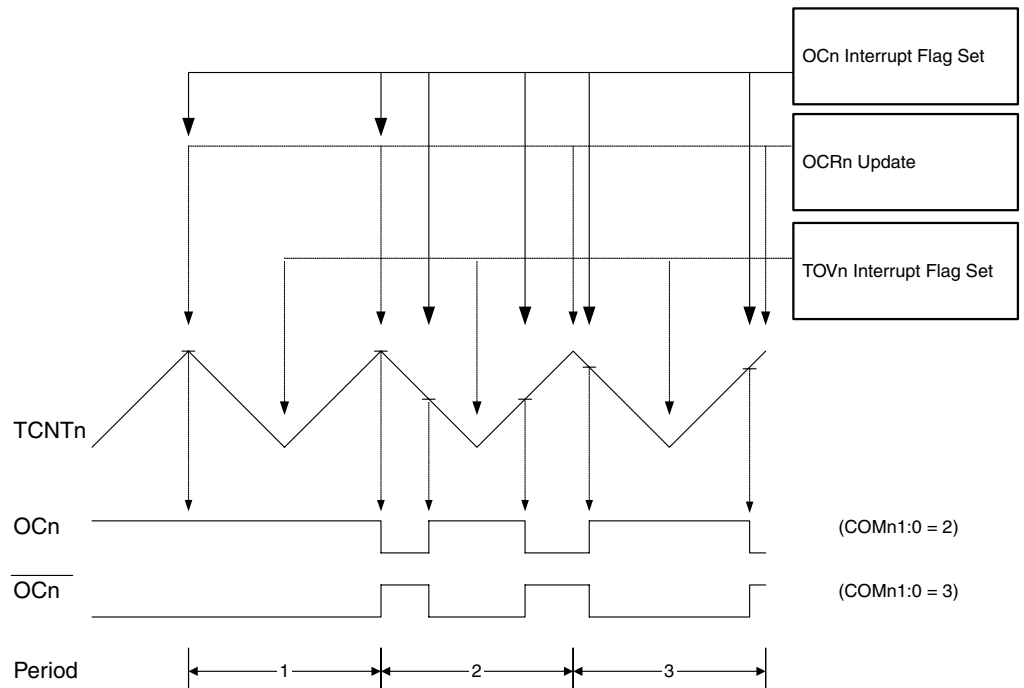 OCn Interrupt Flag Set
OCRn Update
TOVn Interrupt Flag Set
TCNTn
OCn
(COMn1:0 = 2)
OCn
(COMn1:0 = 3)
Period
1
2
3